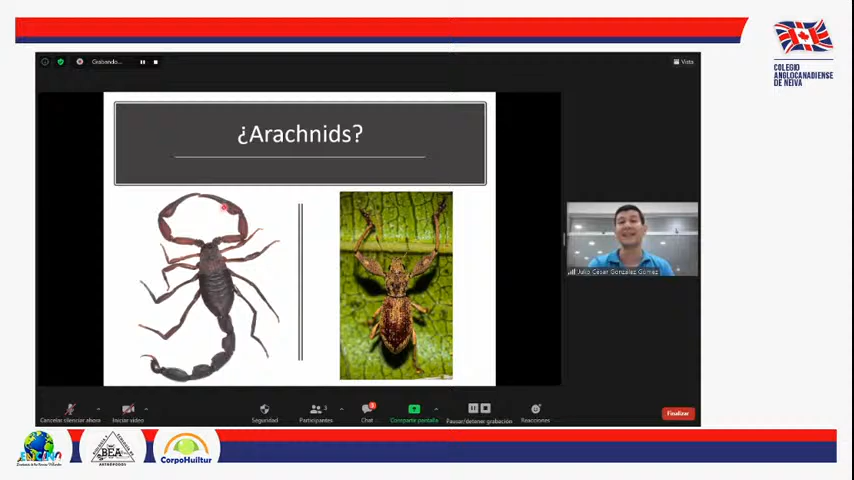 COLEGIO
ANGLOCANADIENSE
DE NEIVA
Grabando...
Vista
¿Arachnids?
Julio César González Gómez
Cancelar silenciar ahora
Iniciar video
Seguridad
Participantes
3
Chat
Compartir pantalla
Pausar/detener grabación
Reacciones
Finalizar
BEA
CorpoHuiltur